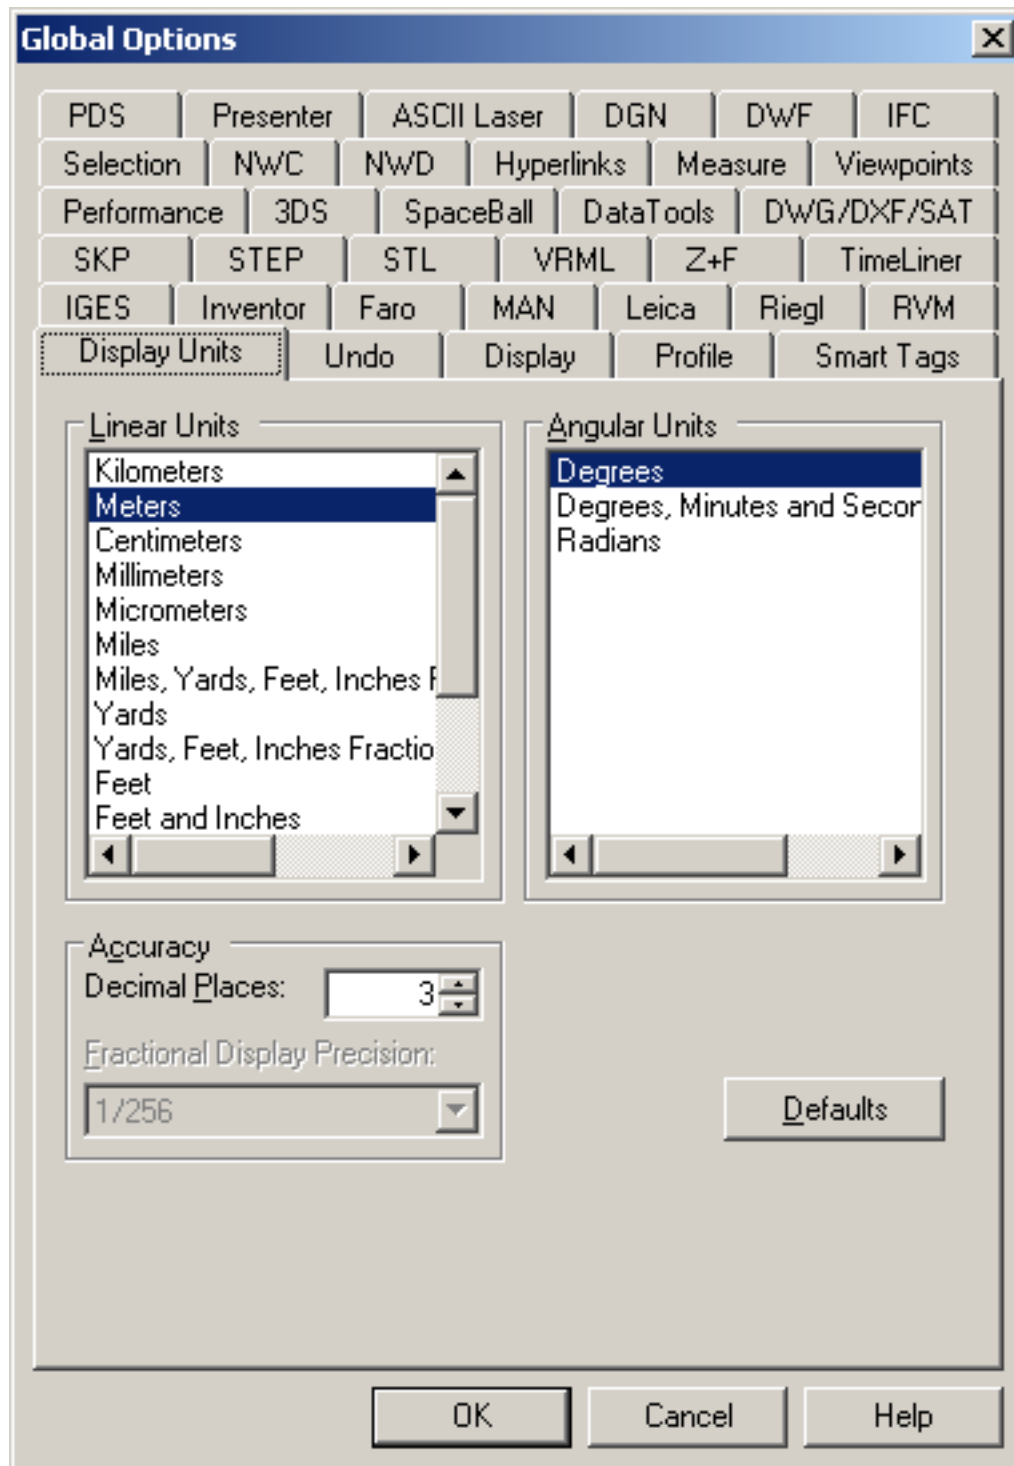 Global Options
PDS Presenter ASCII Laser DGN DWF IFC
Selection NWC NWD Hyperlinks Measure Viewpoints
Performance 3DS SpaceBall DataTools DWG/DXF/SAT
SKP STEP STL VRML Z+F TimeLiner
IGES Inventor Faro MAN Leica Riegl RVM
Display Units Undo Display Profile Smart Tags
Linear Units
Kilometers
Meters
Centimeters
Millimeters
Micrometers
Miles
Miles, Yards, Feet, Inches
Yards
Yards, Feet, Inches Fractio
Feet
Feet and Inches
Angular Units
Degrees
Degrees, Minutes and Secon
Radians
Accuracy
Decimal Places: 3
Fractional Display Precision:
1/256
Defaults
OK Cancel Help